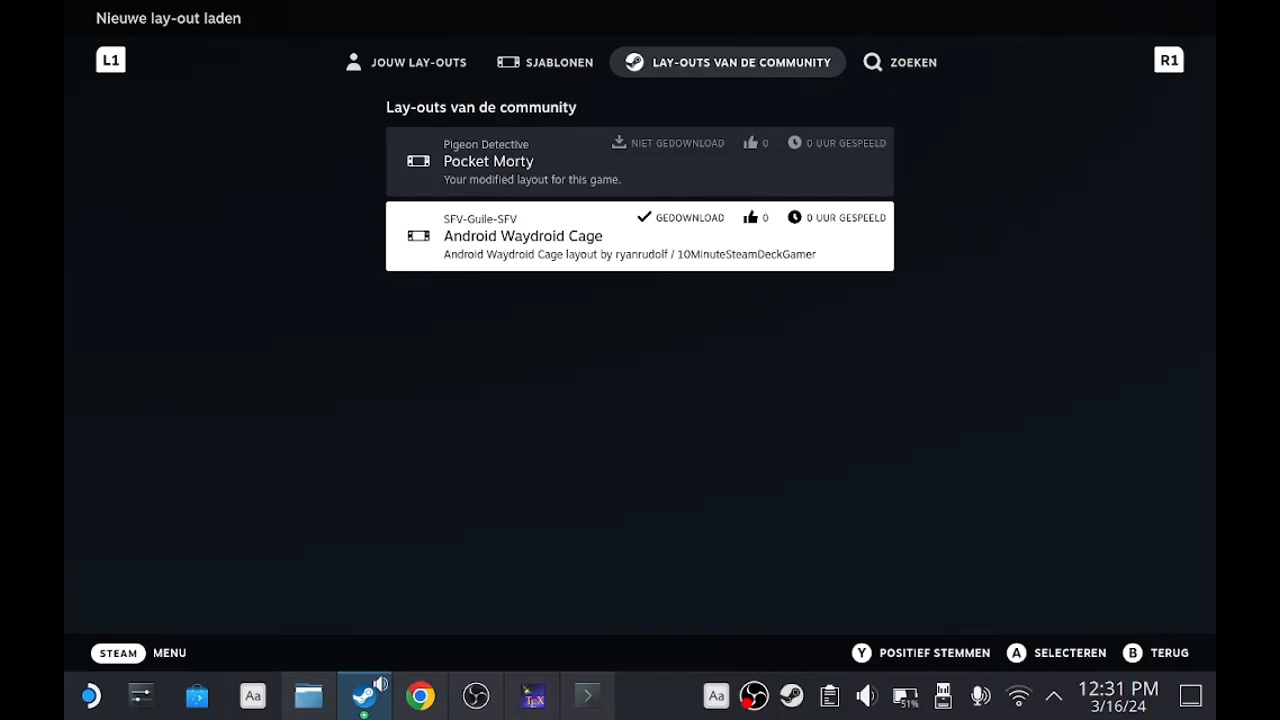 Nieuwe lay-out laden
L1
JOUW LAY-OUTS
SJABLONEN
LAY-OUTS VAN DE COMMUNITY
ZOEKEN
R1
Lay-outs van de community
Pigeon Detective
NIET GEDOWNLOAD
0
0 UUR GESPEELD
Pocket Morty
Your modified layout for this game.
SFV-Guile-SFV
GEDOWNLOAD
0
0 UUR GESPEELD
Android Waydroid Cage
Android Waydroid Cage layout by ryanrudolf / 10MinuteSteamDeckGamer
STEAM MENU
Y POSITIEF STEMMEN
A SELECTEREN
B TERUG
Aa
TEX
Aa
51%
12:31 PM
3/16/24